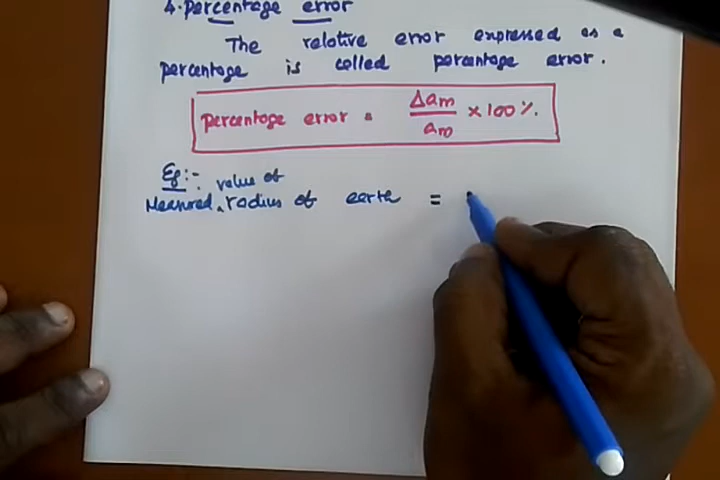 4. Percentage error
The relative error expressed as a
percentage is called percentage error.
Percentage error = Δam/am × 100%.
Eg:-. value of
Measured ^ radius of earth =